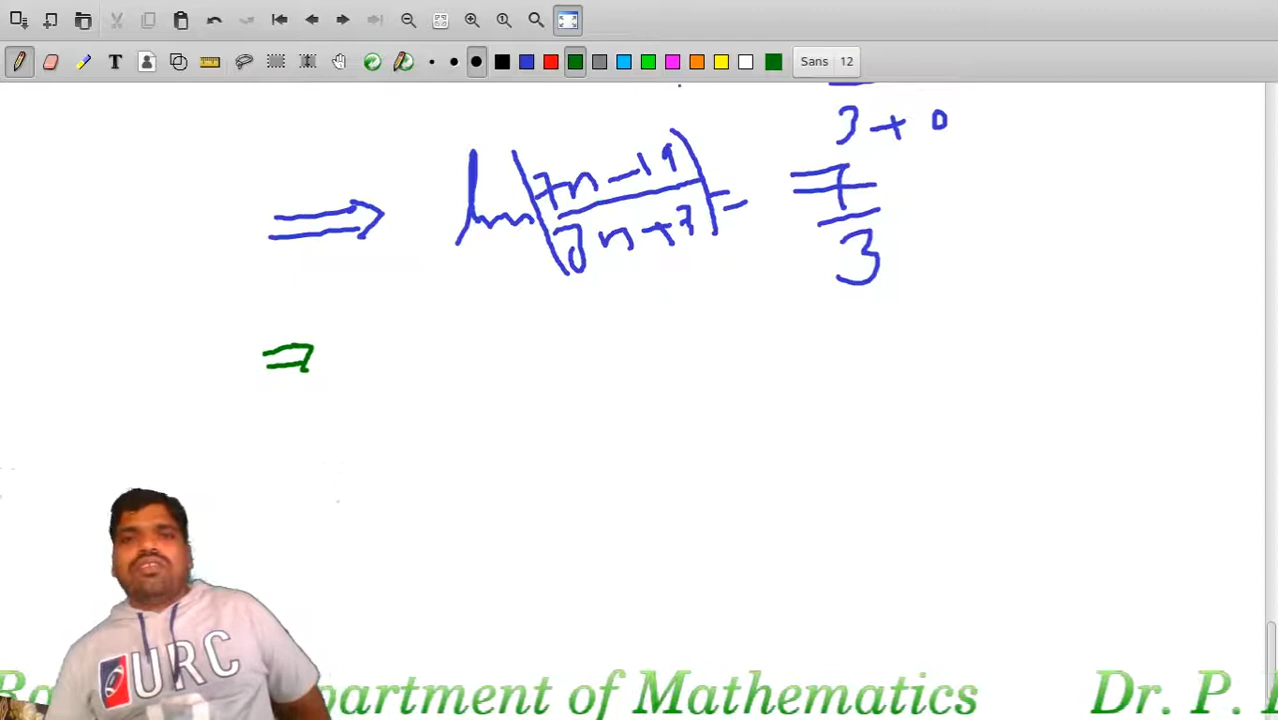 Sans 12
3 + 0
⇒ lim (7n-19 / 3n+7) = 7/3
⇒
URC
partment of Mathematics Dr. P.